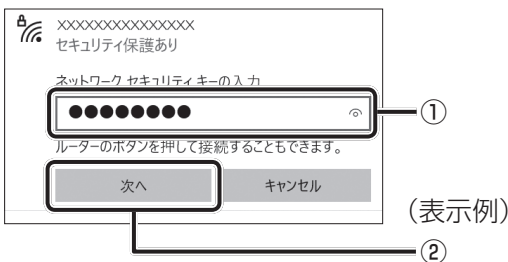 XXXXXXXXXXXXXXX
セキュリティ保護あり
ネットワーク セキュリティ キーの入力
●●●●●●●●
①
ルーターのボタンを押して接続することもできます。
次へ
キャンセル
（表示例）
②